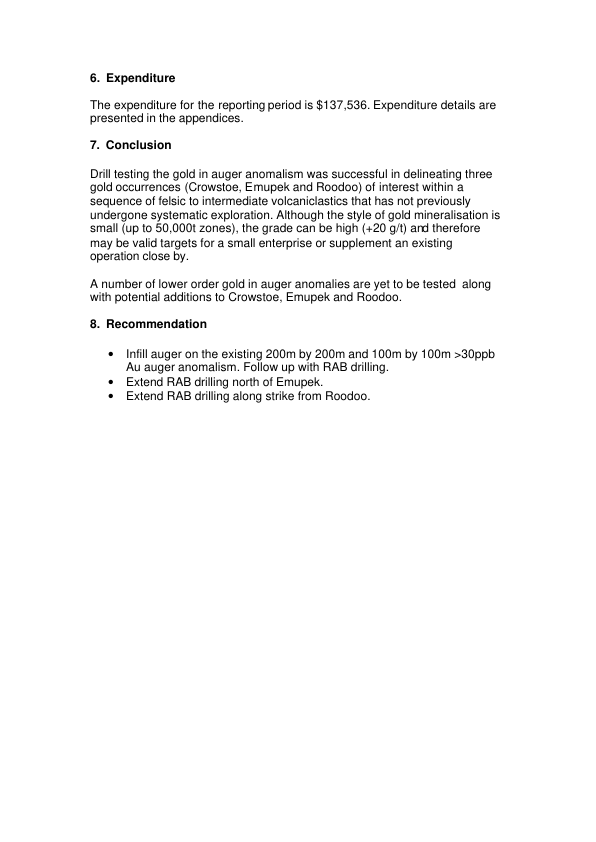 6. Expenditure
The expenditure for the reporting period is $137,536. Expenditure details are
presented in the appendices.
7. Conclusion
Drill testing the gold in auger anomalism was successful in delineating three
gold occurrences (Crowstoe, Emupek and Roodoo) of interest within a
sequence of felsic to intermediate volcaniclastics that has not previously
undergone systematic exploration. Although the style of gold mineralisation is
small (up to 50,000t zones), the grade can be high (+20 g/t) and therefore
may be valid targets for a small enterprise or supplement an existing
operation close by.
A number of lower order gold in auger anomalies are yet to be tested along
with potential additions to Crowstoe, Emupek and Roodoo.
8. Recommendation
• Infill auger on the existing 200m by 200m and 100m by 100m >30ppb
Au auger anomalism. Follow up with RAB drilling.
• Extend RAB drilling north of Emupek.
• Extend RAB drilling along strike from Roodoo.